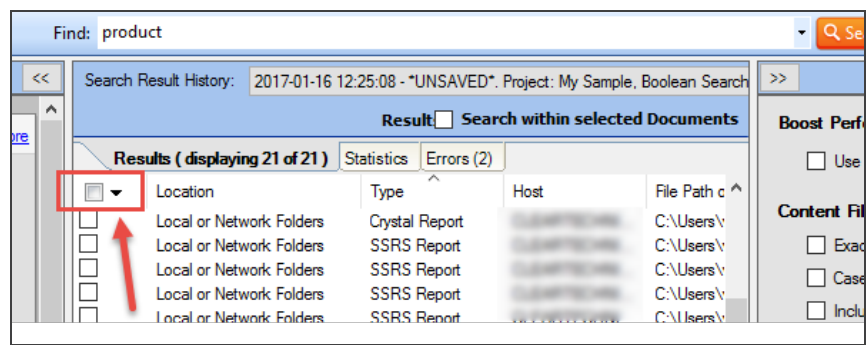 Find: product Se
<< Search Result History: 2017-01-16 12:25:08 - *UNSAVED*. Project: My Sample, Boolean Search >>
ore Result: Search within selected Documents Boost Perf
Results ( displaying 21 of 21 ) Statistics Errors (2) Use
Location Type Host File Path o
Local or Network Folders Crystal Report C:\Users\ Content Fil
Local or Network Folders SSRS Report C:\Users\ Exac
Local or Network Folders SSRS Report C:\Users\ Case
Local or Network Folders SSRS Report C:\Users\ Inclu
Local or Network Folders SSRS Report C:\Users\